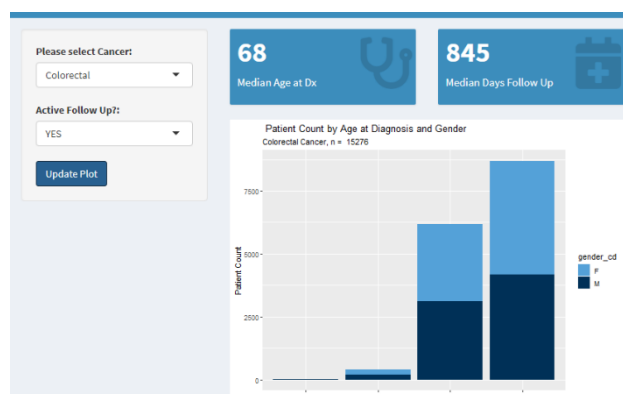 Please select Cancer:
Colorectal
Active Follow Up?:
YES
Update Plot
68
Median Age at Dx
845
Median Days Follow Up
Patient Count by Age at Diagnosis and Gender
Colorectal Cancer, n = 15276
Patient Count
7500
5000
2500
0
gender_cd
F
M